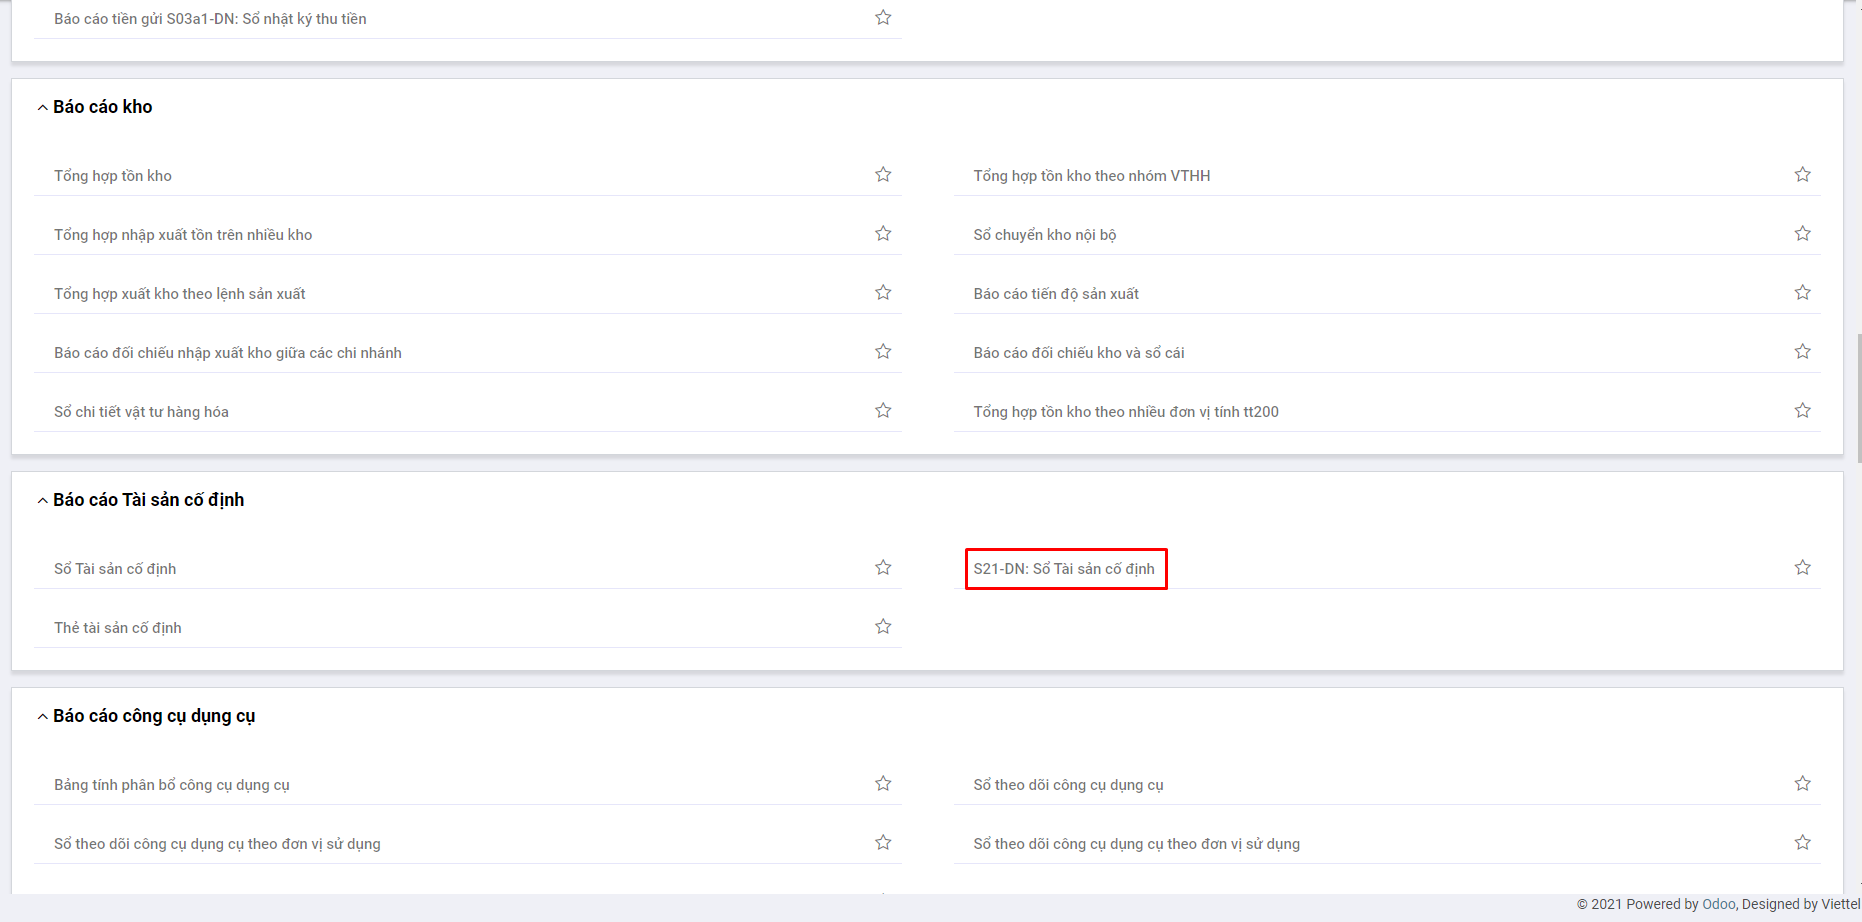 Báo cáo tiền gửi S03a1-DN: Sổ nhật ký thu tiền
Báo cáo kho
Tổng hợp tồn kho
Tổng hợp tồn kho theo nhóm VTHH
Tổng hợp nhập xuất tồn trên nhiều kho
Sổ chuyển kho nội bộ
Tổng hợp xuất kho theo lệnh sản xuất
Báo cáo tiến độ sản xuất
Báo cáo đối chiếu nhập xuất kho giữa các chi nhánh
Báo cáo đối chiếu kho và sổ cái
Sổ chi tiết vật tư hàng hóa
Tổng hợp tồn kho theo nhiều đơn vị tính tt200
Báo cáo Tài sản cố định
Sổ Tài sản cố định
S21-DN: Sổ Tài sản cố định
Thẻ tài sản cố định
Báo cáo công cụ dụng cụ
Bảng tính phân bổ công cụ dụng cụ
Sổ theo dõi công cụ dụng cụ
Sổ theo dõi công cụ dụng cụ theo đơn vị sử dụng
Sổ theo dõi công cụ dụng cụ theo đơn vị sử dụng
© 2021 Powered by Odoo, Designed by Viettel